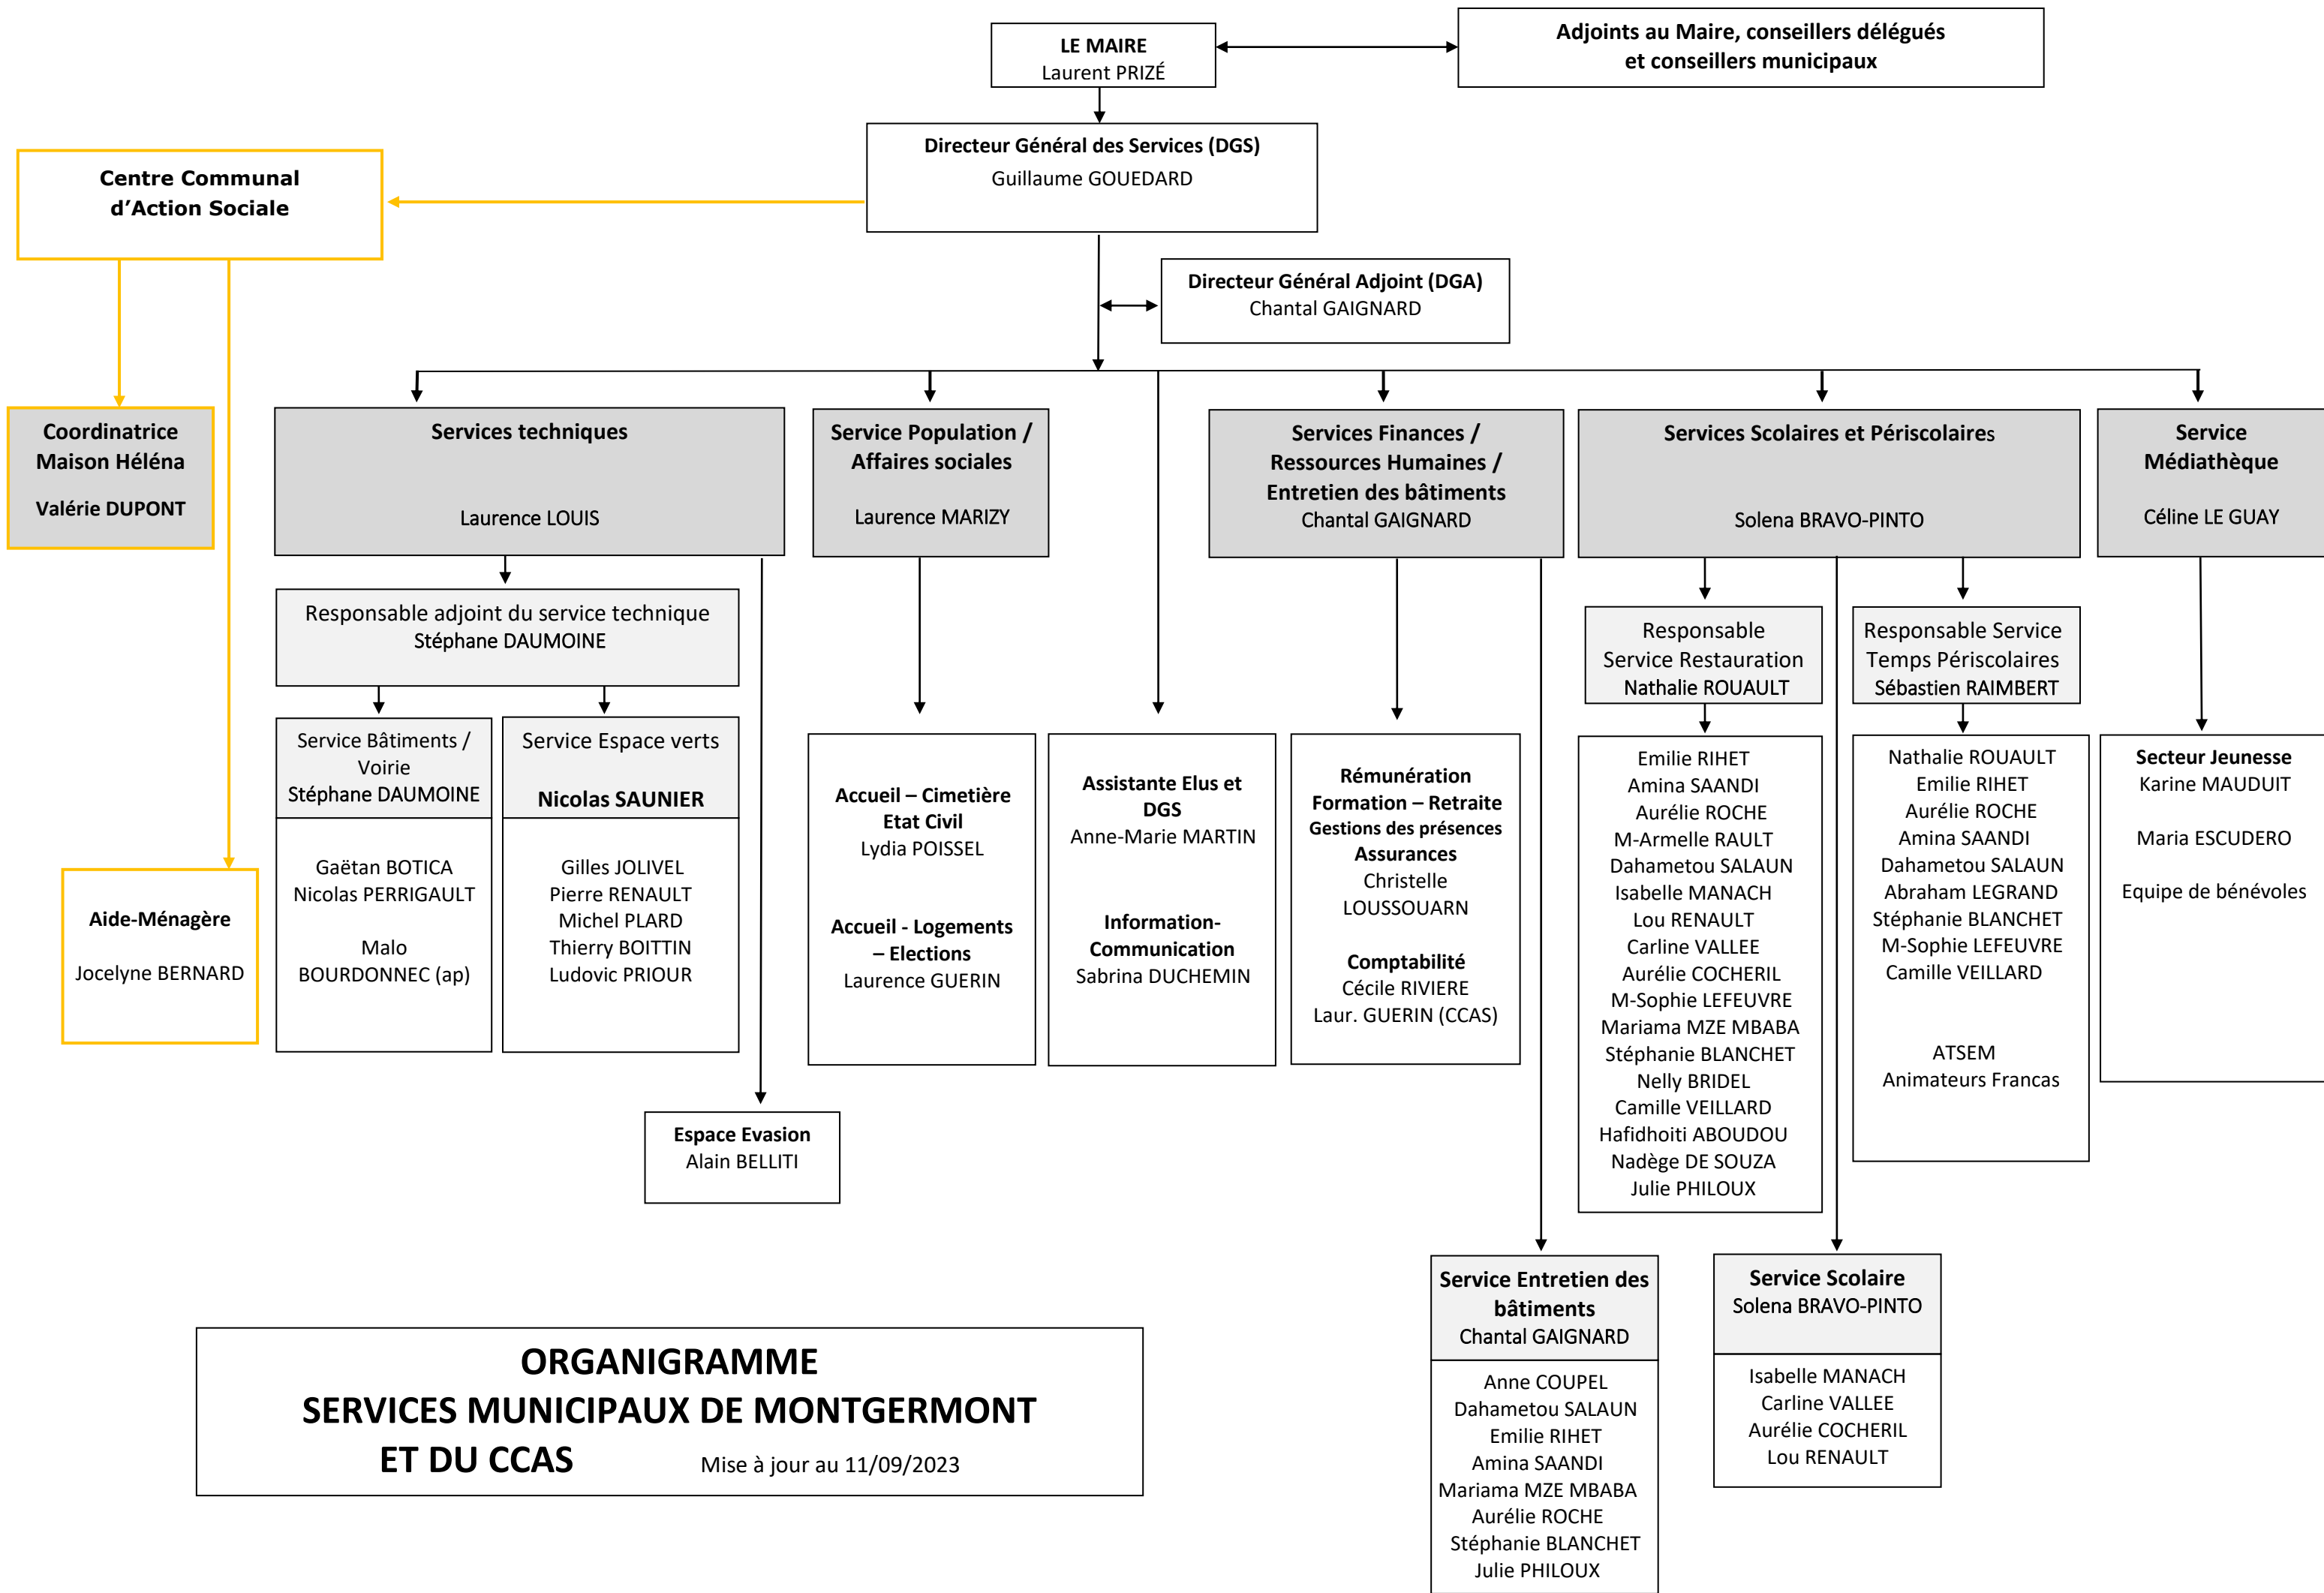 LE MAIRE
Laurent PRIZÉ
Adjoints au Maire, conseillers délégués
et conseillers municipaux
Directeur Général des Services (DGS)
Guillaume GOUEDARD
Centre Communal
d’Action Sociale
Directeur Général Adjoint (DGA)
Chantal GAIGNARD
Coordinatrice
Maison Héléna
Valérie DUPONT
Services techniques
Laurence LOUIS
Service Population /
Affaires sociales
Laurence MARIZY
Services Finances /
Ressources Humaines /
Entretien des bâtiments
Chantal GAIGNARD
Services Scolaires et Périscolaires
Solena BRAVO-PINTO
Service
Médiathèque
Céline LE GUAY
Responsable adjoint du service technique
Stéphane DAUMOINE
Responsable
Service Restauration
Nathalie ROUAULT
Responsable Service
Temps Périscolaires
Sébastien RAIMBERT
Service Bâtiments /
Voirie
Stéphane DAUMOINE
Gaëtan BOTICA
Nicolas PERRIGAULT
Malo
BOURDONNEC (ap)
Service Espace verts
Nicolas SAUNIER
Gilles JOLIVEL
Pierre RENAULT
Michel PLARD
Thierry BOITTIN
Ludovic PRIOUR
Accueil – Cimetière
Etat Civil
Lydia POISSEL
Accueil - Logements
– Elections
Laurence GUERIN
Assistante Elus et
DGS
Anne-Marie MARTIN
Information-
Communication
Sabrina DUCHEMIN
Rémunération
Formation – Retraite
Gestions des présences
Assurances
Christelle
LOUSSOUARN
Comptabilité
Cécile RIVIERE
Laur. GUERIN (CCAS)
Emilie RIHET
Amina SAANDI
Aurélie ROCHE
M-Armelle RAULT
Dahametou SALAUN
Isabelle MANACH
Lou RENAULT
Carline VALLEE
Aurélie COCHERIL
M-Sophie LEFEUVRE
Mariama MZE MBABA
Stéphanie BLANCHET
Nelly BRIDEL
Camille VEILLARD
Hafidhoiti ABOUDOU
Nadège DE SOUZA
Julie PHILOUX
Nathalie ROUAULT
Emilie RIHET
Aurélie ROCHE
Amina SAANDI
Dahametou SALAUN
Abraham LEGRAND
Stéphanie BLANCHET
M-Sophie LEFEUVRE
Camille VEILLARD
ATSEM
Animateurs Francas
Secteur Jeunesse
Karine MAUDUIT
Maria ESCUDERO
Equipe de bénévoles
Aide-Ménagère
Jocelyne BERNARD
Espace Evasion
Alain BELLITI
Service Entretien des
bâtiments
Chantal GAIGNARD
Anne COUPEL
Dahametou SALAUN
Emilie RIHET
Amina SAANDI
Mariama MZE MBABA
Aurélie ROCHE
Stéphanie BLANCHET
Julie PHILOUX
Service Scolaire
Solena BRAVO-PINTO
Isabelle MANACH
Carline VALLEE
Aurélie COCHERIL
Lou RENAULT
ORGANIGRAMME
SERVICES MUNICIPAUX DE MONTGERMONT
ET DU CCAS Mise à jour au 11/09/2023